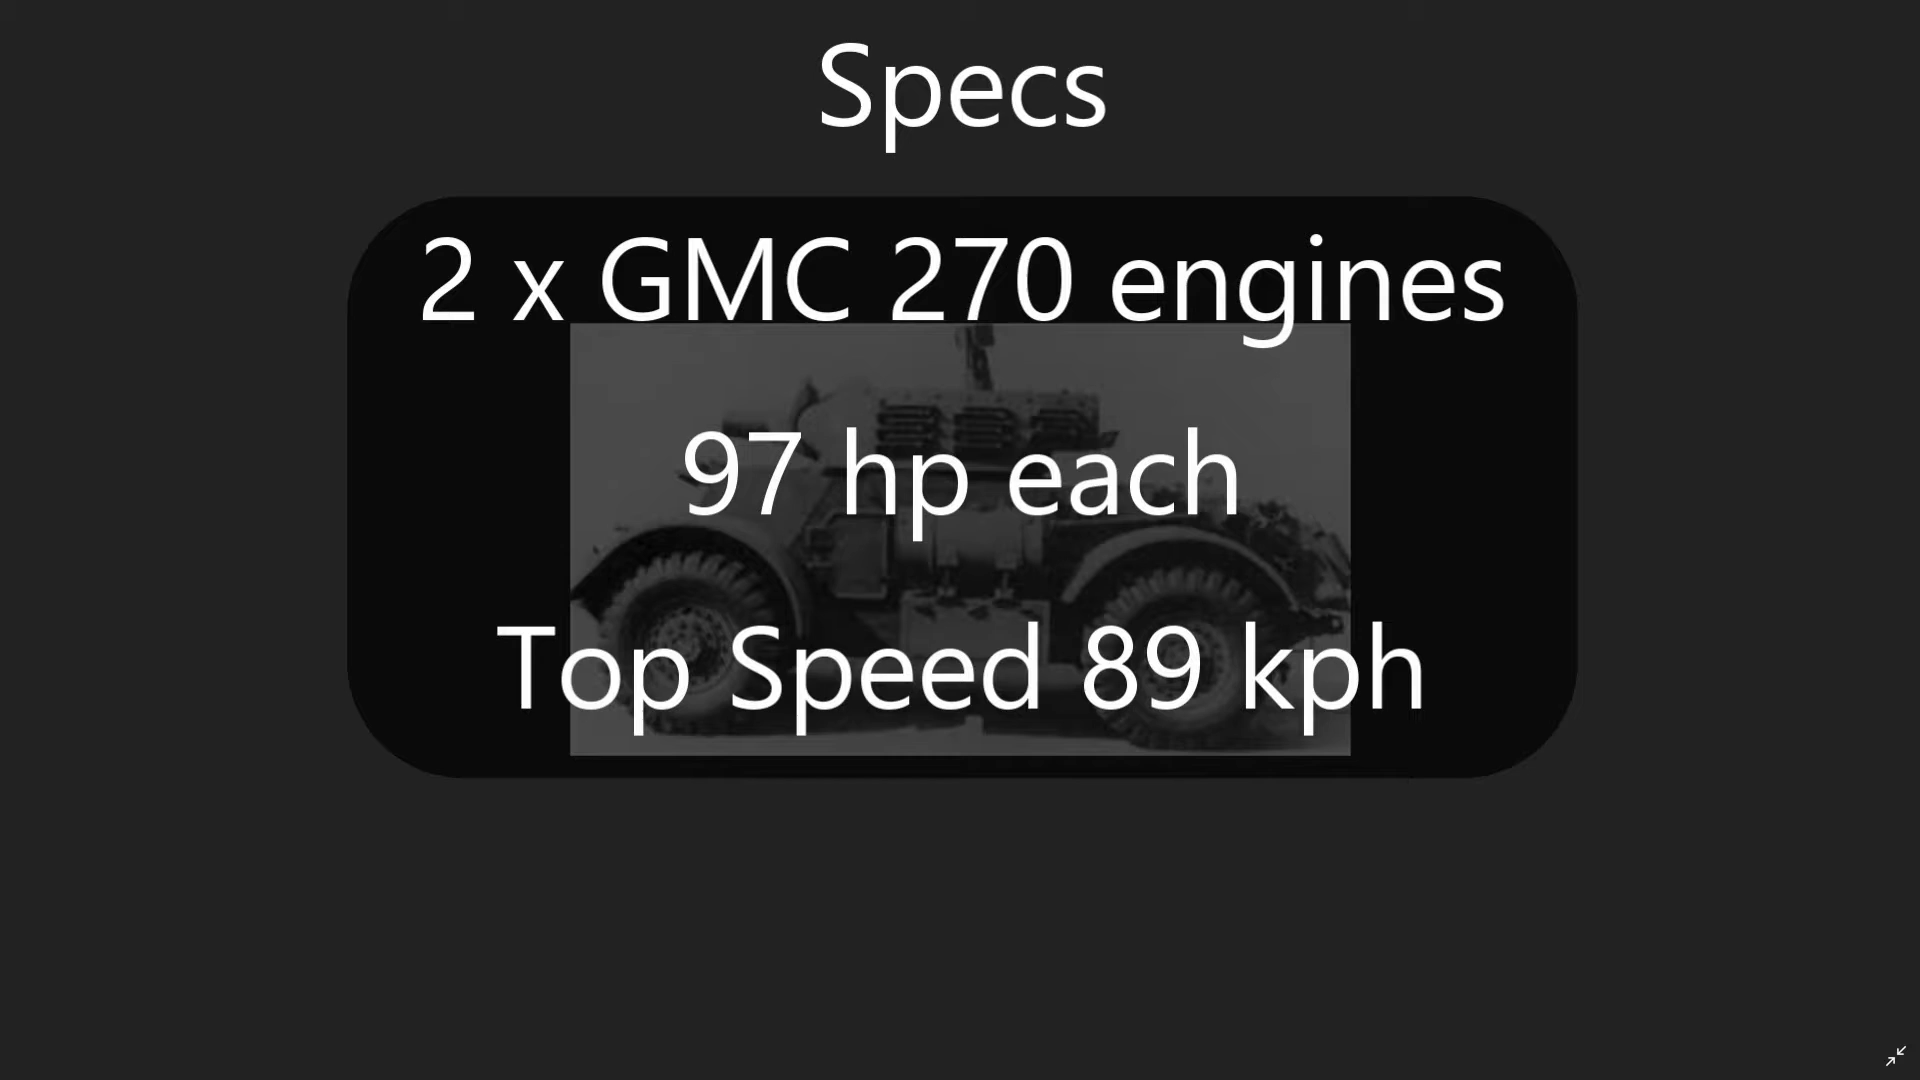 Specs
2 x GMC 270 engines
97 hp each
Top Speed 89 kph